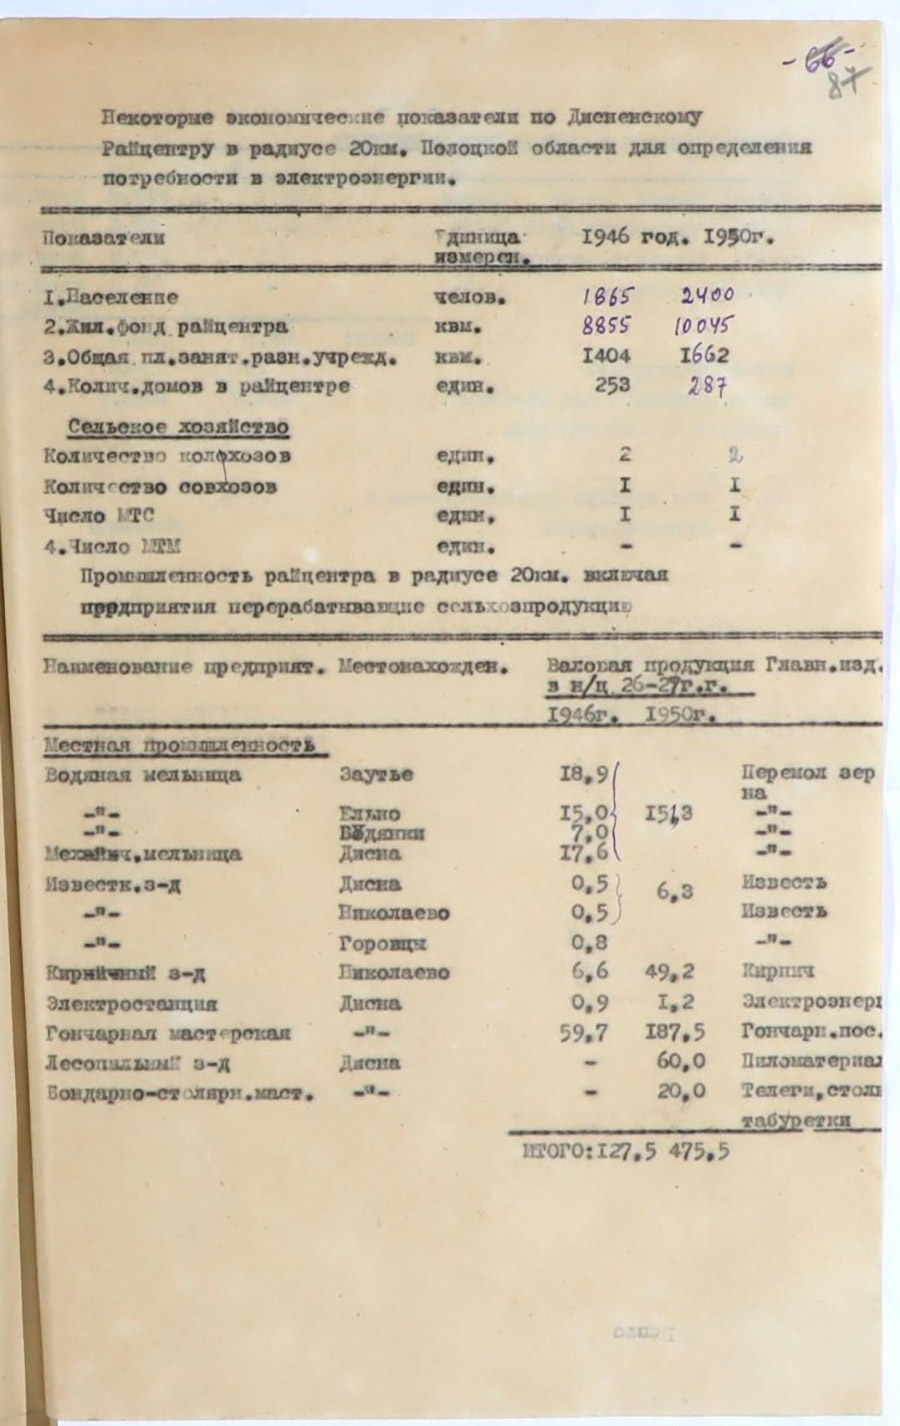 - 66 -
87
Некоторые экономические показатели по Дисненскому
Райцентру в радиусе 20км. Полоцкой области для определения
потребности в электроэнергии.
Показатели Единица 1946 год. 1950г.
измерен.
1.Население челов. 1865 2400
2.Жил.фонд райцентра квм. 8855 10045
3.Общая пл.занят.разн.учрежд. квм. 1404 1662
4.Колич.домов в райцентре един. 253 287
Сельское хозяйство
Количество колхозов един. 2 2
Количество совхозов един. I I
Число МТС един. I I
4.Число МТМ един. - -
Промышленность райцентра в радиусе 20км. включая
предприятия перерабатывающие сельхозпродукцию
Наименование предприят. Местонахожден. Валовая продукция Главн.изд.
в н/ц 26-27г.г.
1946г. 1950г.
Местная промышленность
Водяная мельница Заутье 18,9 Перемол зер
на
-"- Ельно 15,0 151,3 -"-
-"- Водянки 7,0 -"-
Механич.мельница Дисна 17,6 -"-
Известк.з-д Дисна 0,5 6,3 Известь
-"- Николаево 0,5 Известь
-"- Горовцы 0,8 -"-
Кирпичный з-д Николаево 6,6 49,2 Кирпич
Электростанция Дисна 0,9 1,2 Электроэнерг
Гончарная мастерская -"- 59,7 187,5 Гончарн.пос.
Лесопильный з-д Дисна - 60,0 Пиломатериал
Бондарно-столярн.маст. -"- - 20,0 Телеги,столы
табуретки
ИТОГО:127,5 475,5